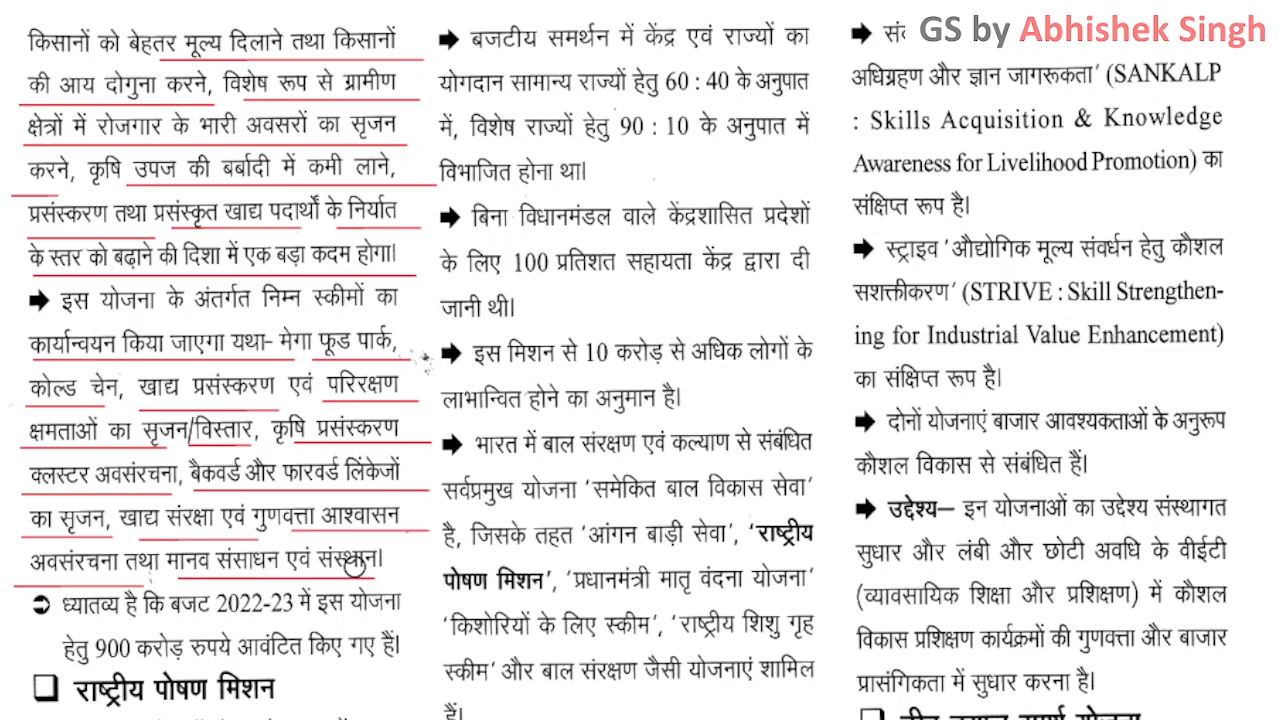 किसानों को बेहतर मूल्य दिलाने तथा किसानों
की आय दोगुना करने, विशेष रूप से ग्रामीण
क्षेत्रों में रोजगार के भारी अवसरों का सृजन
करने, कृषि उपज की बर्बादी में कमी लाने,
प्रसंस्करण तथा प्रसंस्कृत खाद्य पदार्थों के निर्यात
के स्तर को बढ़ाने की दिशा में एक बड़ा कदम होगा।
🡆 इस योजना के अंतर्गत निम्न स्कीमों का
कार्यान्वयन किया जाएगा यथा- मेगा फूड पार्क,
कोल्ड चेन, खाद्य प्रसंस्करण एवं परिरक्षण
क्षमताओं का सृजन/विस्तार, कृषि प्रसंस्करण
क्लस्टर अवसंरचना, बैकवर्ड और फारवर्ड लिंकेजों
का सृजन, खाद्य संरक्षा एवं गुणवत्ता आश्वासन
अवसंरचना तथा मानव संसाधन एवं संस्थान।
➲ ध्यातव्य है कि बजट 2022-23 में इस योजना
हेतु 900 करोड़ रुपये आवंटित किए गए हैं।
❑ राष्ट्रीय पोषण मिशन
🡆 बजटीय समर्थन में केंद्र एवं राज्यों का
योगदान सामान्य राज्यों हेतु 60 : 40 के अनुपात
में, विशेष राज्यों हेतु 90 : 10 के अनुपात में
विभाजित होना था।
🡆 बिना विधानमंडल वाले केंद्रशासित प्रदेशों
के लिए 100 प्रतिशत सहायता केंद्र द्वारा दी
जानी थी।
🡆 इस मिशन से 10 करोड़ से अधिक लोगों के
लाभान्वित होने का अनुमान है।
🡆 भारत में बाल संरक्षण एवं कल्याण से संबंधित
सर्वप्रमुख योजना ‘समेकित बाल विकास सेवा’
है, जिसके तहत ‘आंगन बाड़ी सेवा’, ‘राष्ट्रीय
पोषण मिशन’, ‘प्रधानमंत्री मातृ वंदना योजना’
‘किशोरियों के लिए स्कीम’, ‘राष्ट्रीय शिशु गृह
स्कीम’ और बाल संरक्षण जैसी योजनाएं शामिल
हैं।
GS by Abhishek Singh
अधिग्रहण और ज्ञान जागरूकता’ (SANKALP
: Skills Acquisition & Knowledge
Awareness for Livelihood Promotion) का
संक्षिप्त रूप है।
🡆 स्ट्राइव ‘औद्योगिक मूल्य संवर्धन हेतु कौशल
सशक्तीकरण’ (STRIVE : Skill Strengthen-
ing for Industrial Value Enhancement)
का संक्षिप्त रूप है।
🡆 दोनों योजनाएं बाजार आवश्यकताओं के अनुरूप
कौशल विकास से संबंधित हैं।
🡆 उद्देश्य– इन योजनाओं का उद्देश्य संस्थागत
सुधार और लंबी और छोटी अवधि के वीईटी
(व्यावसायिक शिक्षा और प्रशिक्षण) में कौशल
विकास प्रशिक्षण कार्यक्रमों की गुणवत्ता और बाजार
प्रासंगिकता में सुधार करना है।